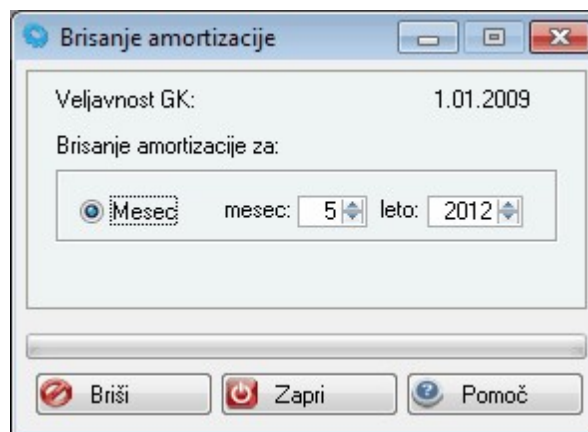 Brisanje amortizacije
Veljavnost GK: 1.01.2009
Brisanje amortizacije za:
Mesec mesec: 5 leto: 2012
Briši Zapri Pomoč